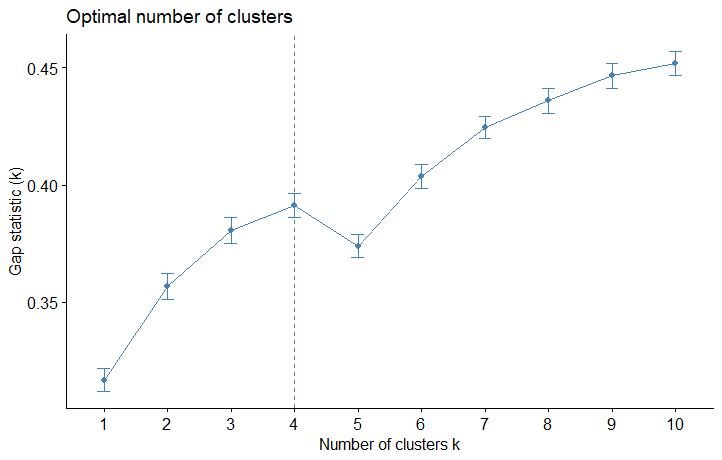 Optimal number of clusters
Gap statistic (k)
0.45
0.40
0.35
1 2 3 4 5 6 7 8 9 10
Number of clusters k